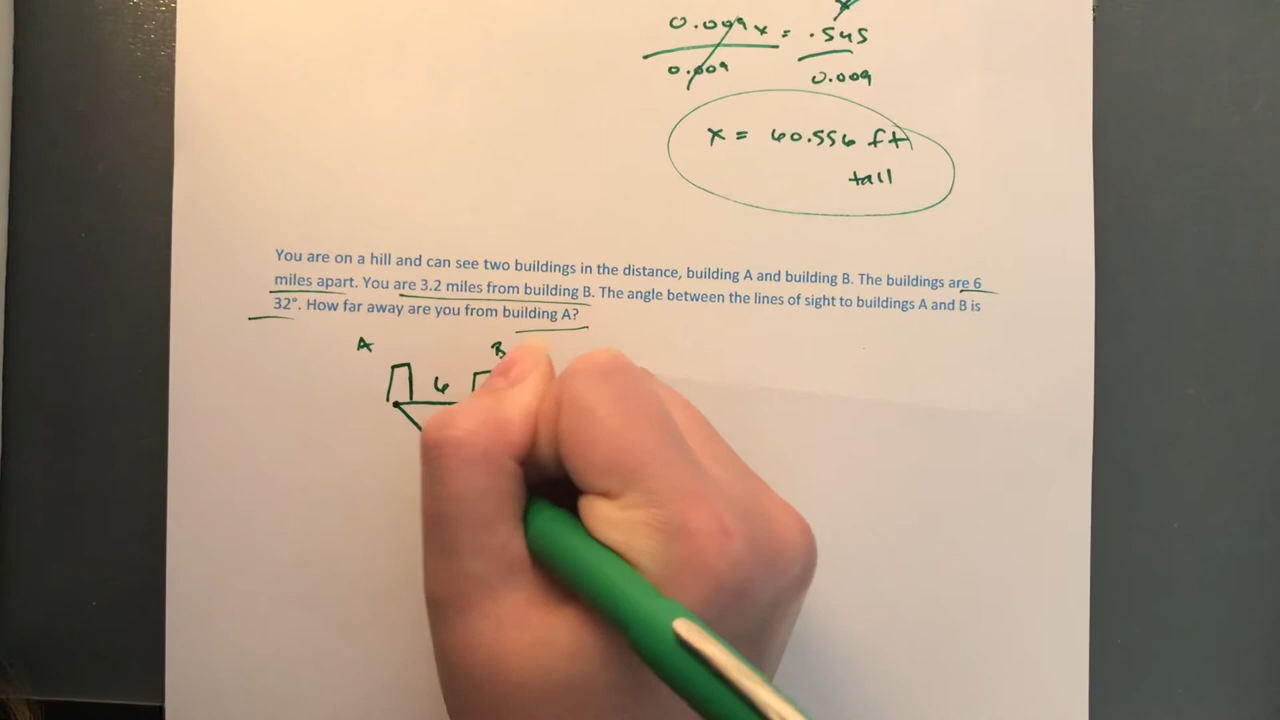 0.009x = .545
0.009 0.009
x = 60.556 ft
tall
You are on a hill and can see two buildings in the distance, building A and building B. The buildings are 6
miles apart. You are 3.2 miles from building B. The angle between the lines of sight to buildings A and B is
32°. How far away are you from building A?
A B
6